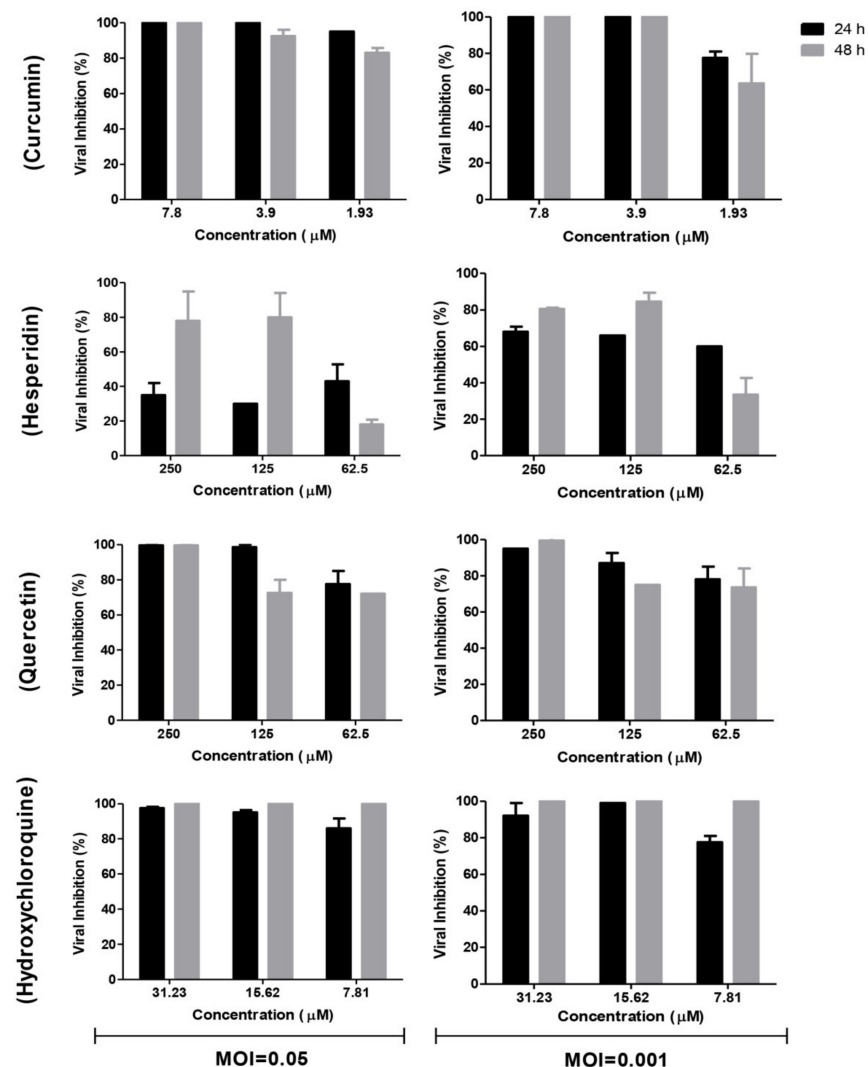 (Curcumin)
Viral Inhibition (%)
100
80
60
40
20
0
7.8 3.9 1.93
Concentration ( μM)
Viral Inhibition (%)
100
80
60
40
20
0
7.8 3.9 1.93
Concentration ( μM)
24 h
48 h
(Hesperidin)
Viral Inhibition (%)
100
80
60
40
20
0
250 125 62.5
Concentration ( μM)
Viral Inhibition (%)
100
80
60
40
20
0
250 125 62.5
Concentration ( μM)
(Quercetin)
Viral Inhibition (%)
100
80
60
40
20
0
250 125 62.5
Concentration ( μM)
Viral Inhibition (%)
100
80
60
40
20
0
250 125 62.5
Concentration ( μM)
(Hydroxychloroquine)
Viral Inhibition (%)
100
80
60
40
20
0
31.23 15.62 7.81
Concentration ( μM)
Viral Inhibition (%)
100
80
60
40
20
0
31.23 15.62 7.81
Concentration ( μM)
MOI=0.05
MOI=0.001